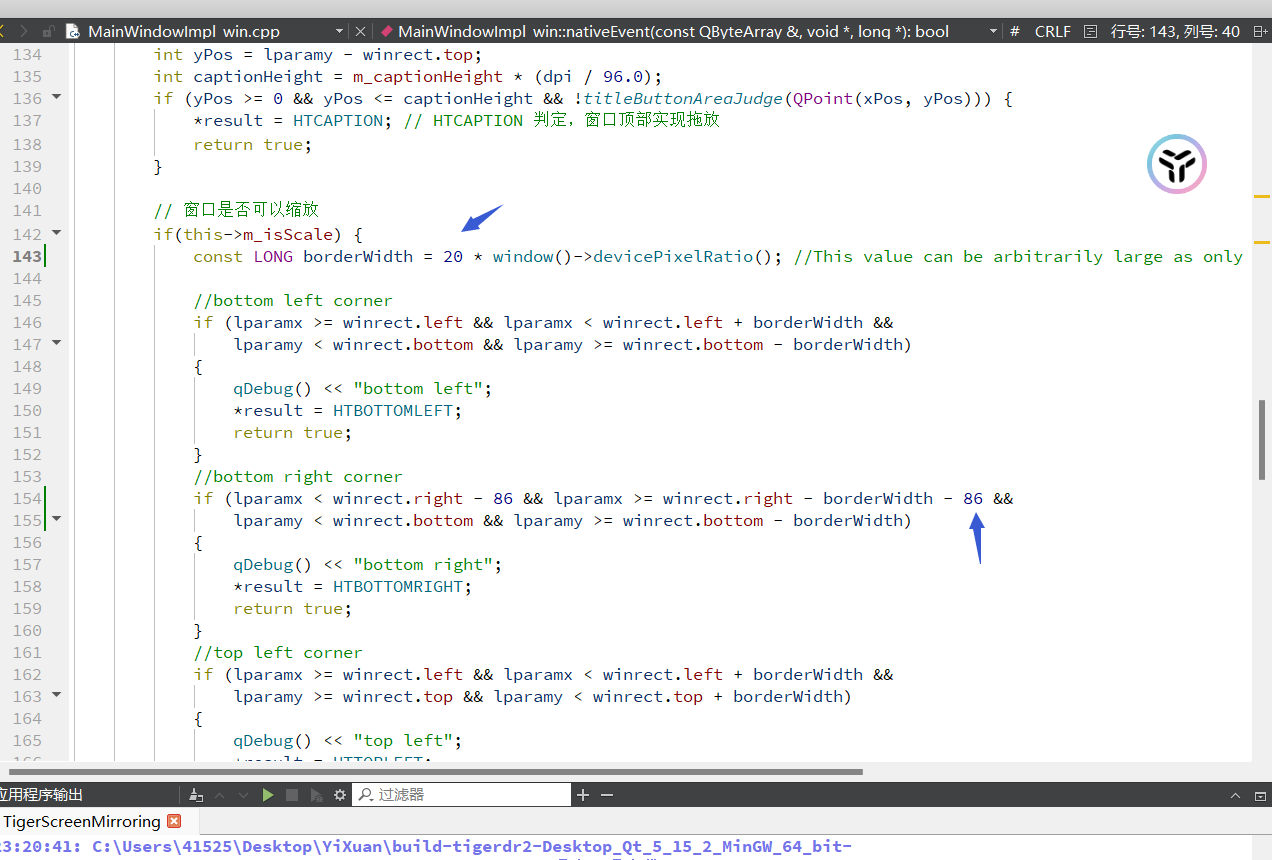 MainWindowImpl_win.cpp MainWindowImpl_win::nativeEvent(const QByteArray &, void *, long *): bool # CRLF 行号: 143, 列号: 40
134 int yPos = lparamy - winrect.top;
135 int captionHeight = m_captionHeight * (dpi / 96.0);
136 if (yPos >= 0 && yPos <= captionHeight && !titleButtonAreaJudge(QPoint(xPos, yPos))) {
137 *result = HTCAPTION; // HTCAPTION 判定，窗口顶部实现拖放
138 return true;
139 }
140
141 // 窗口是否可以缩放
142 if(this->m_isScale) {
143 const LONG borderWidth = 20 * window()->devicePixelRatio(); //This value can be arbitrarily large as only
144
145 //bottom left corner
146 if (lparamx >= winrect.left && lparamx < winrect.left + borderWidth &&
147 lparamy < winrect.bottom && lparamy >= winrect.bottom - borderWidth)
148 {
149 qDebug() << "bottom left";
150 *result = HTBOTTOMLEFT;
151 return true;
152 }
153 //bottom right corner
154 if (lparamx < winrect.right - 86 && lparamx >= winrect.right - borderWidth - 86 &&
155 lparamy < winrect.bottom && lparamy >= winrect.bottom - borderWidth)
156 {
157 qDebug() << "bottom right";
158 *result = HTBOTTOMRIGHT;
159 return true;
160 }
161 //top left corner
162 if (lparamx >= winrect.left && lparamx < winrect.left + borderWidth &&
163 lparamy >= winrect.top && lparamy < winrect.top + borderWidth)
164 {
165 qDebug() << "top left";
166 *result = HTTOPLEFT;
应用程序输出 过滤器
TigerScreenMirroring
3:20:41: C:\Users\41525\Desktop\YiXuan\build-tigerdr2-Desktop_Qt_5_15_2_MinGW_64_bit-